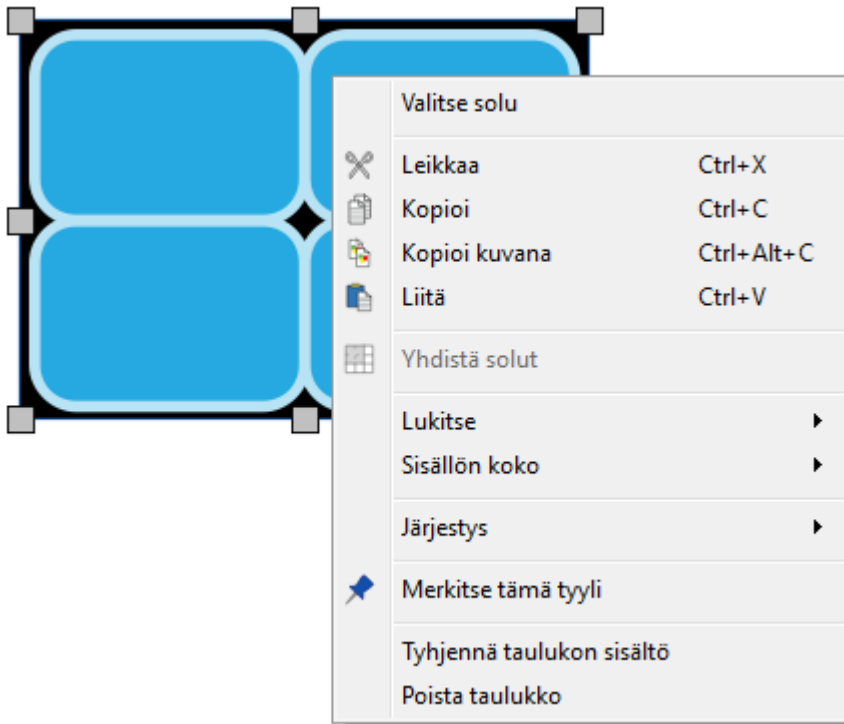 Valitse solu
Leikkaa Ctrl+X
Kopioi Ctrl+C
Kopioi kuvana Ctrl+Alt+C
Liitä Ctrl+V
Yhdistä solut
Lukitse
Sisällön koko
Järjestys
Merkitse tämä tyyli
Tyhjennä taulukon sisältö
Poista taulukko